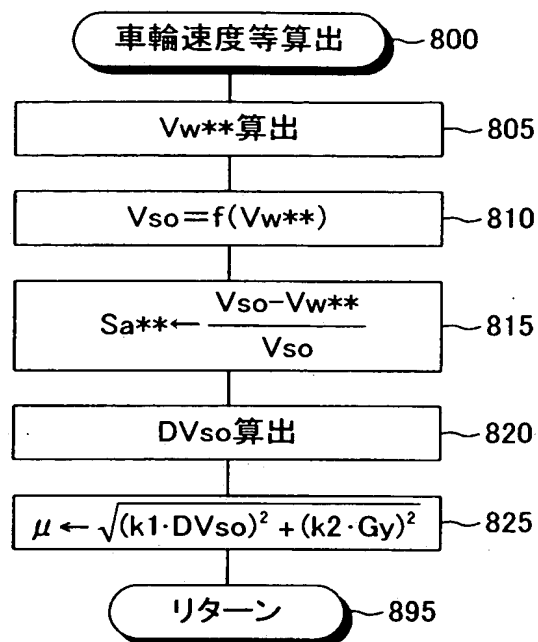 車輪速度等算出 800
Vw**算出 805
Vso=f(Vw**) 810
Sa**← (Vso-Vw**)/Vso 815
DVso算出 820
μ←√(k1·DVso)² + (k2·Gy)² 825
リターン 895